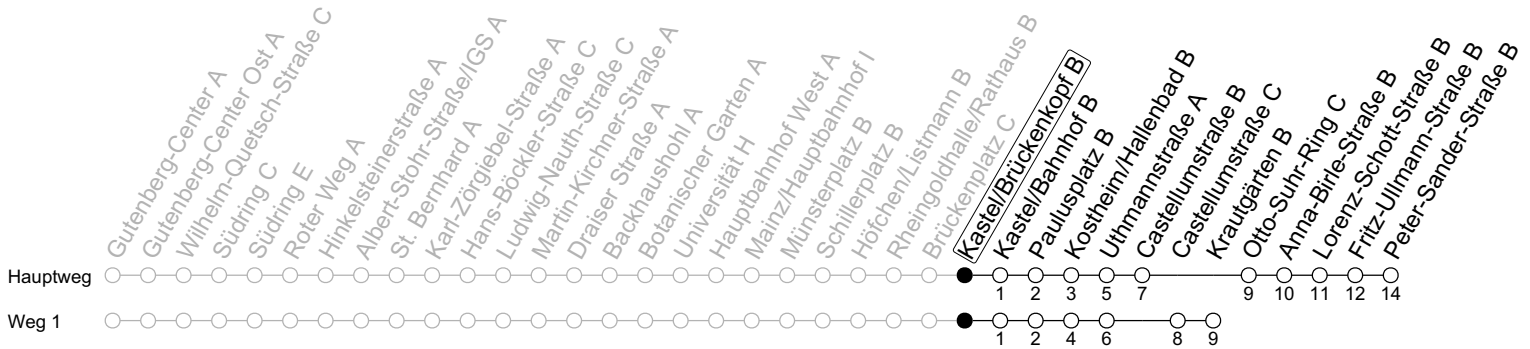 Gutenberg-Center A
Gutenberg-Center Ost A
Wilhelm-Quetsch-Straße C
Südring C
Südring E
Roter Weg A
Hinkelsteinerstraße A
Albert-Stohr-Straße/IGS A
St. Bernhard A
Karl-Zörgiebel-Straße A
Hans-Böckler-Straße C
Ludwig-Nauth-Straße C
Martin-Kirchner-Straße A
Draiser Straße A
Backhaushohl A
Botanischer Garten A
Universität H
Hauptbahnhof West A
Mainz/Hauptbahnhof I
Münsterplatz B
Schillerplatz B
Höfchen/Listmann B
Rheingoldhalle/Rathaus B
Brückenplatz C
Kastel/Brückenkopf B
Kastel/Bahnhof B
Paulusplatz B
Kostheim/Hallenbad B
Uthmannstraße A
Castellumstraße B
Castellumstraße C
Krautgärten B
Otto-Suhr-Ring C
Anna-Birle-Straße B
Lorenz-Schott-Straße B
Fritz-Ullmann-Straße B
Peter-Sander-Straße B
Hauptweg
1 2 3 5 7 9 10 11 12 14
Weg 1
1 2 4 6 8 9